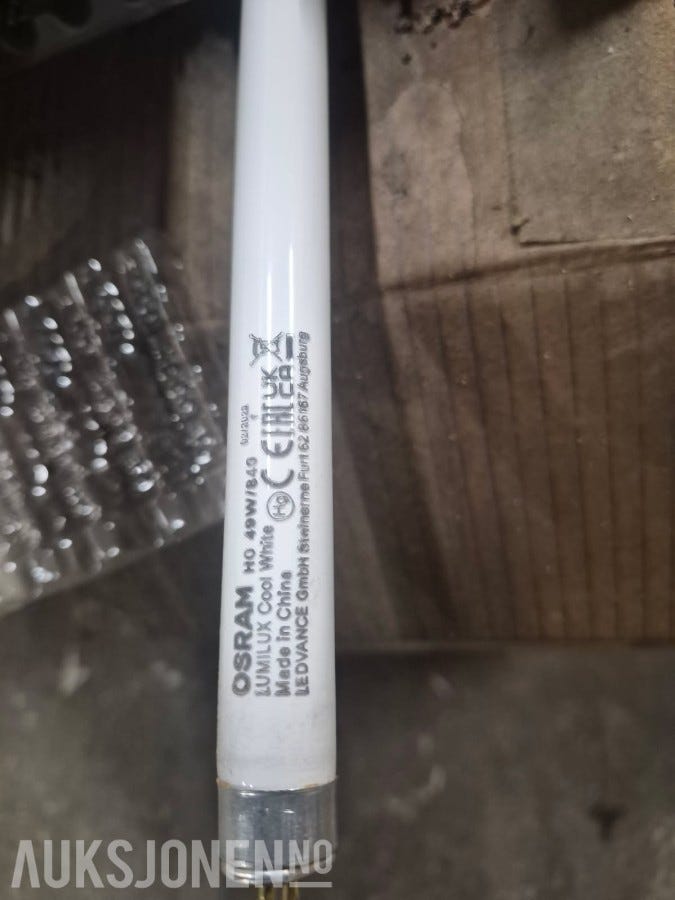 OSRAM HO 49W/840
LUMILUX Cool White
Made in China Hg CE EAC UK CA
LEDVANCE GmbH Steinerne Furt 62 86167 Augsburg
AUKSJONEN.NO